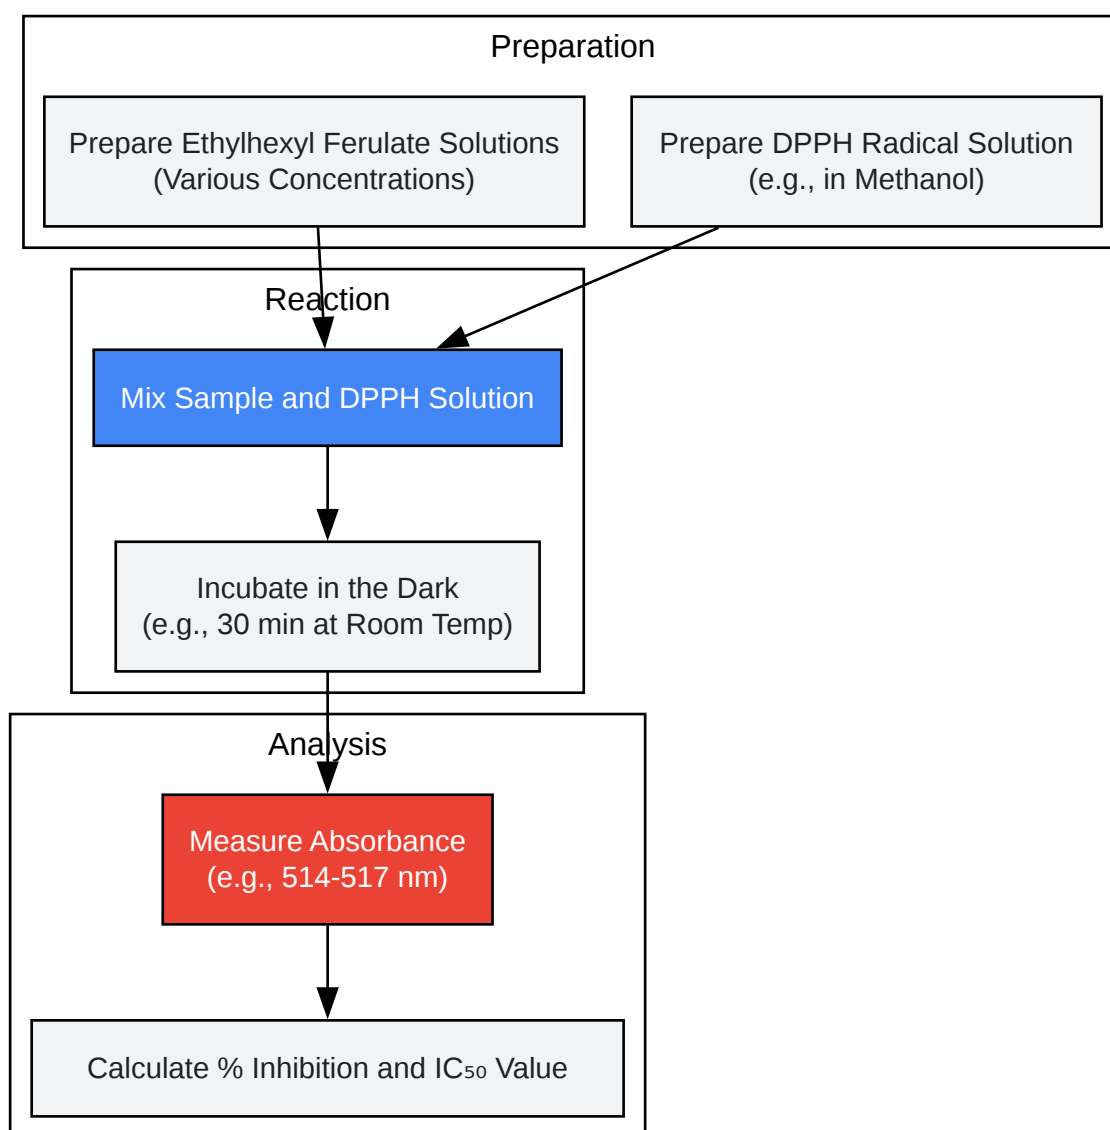 Preparation
Prepare Ethylhexyl Ferulate Solutions
(Various Concentrations)
Prepare DPPH Radical Solution
(e.g., in Methanol)
Reaction
Mix Sample and DPPH Solution
Incubate in the Dark
(e.g., 30 min at Room Temp)
Analysis
Measure Absorbance
(e.g., 514-517 nm)
Calculate % Inhibition and IC₅₀ Value